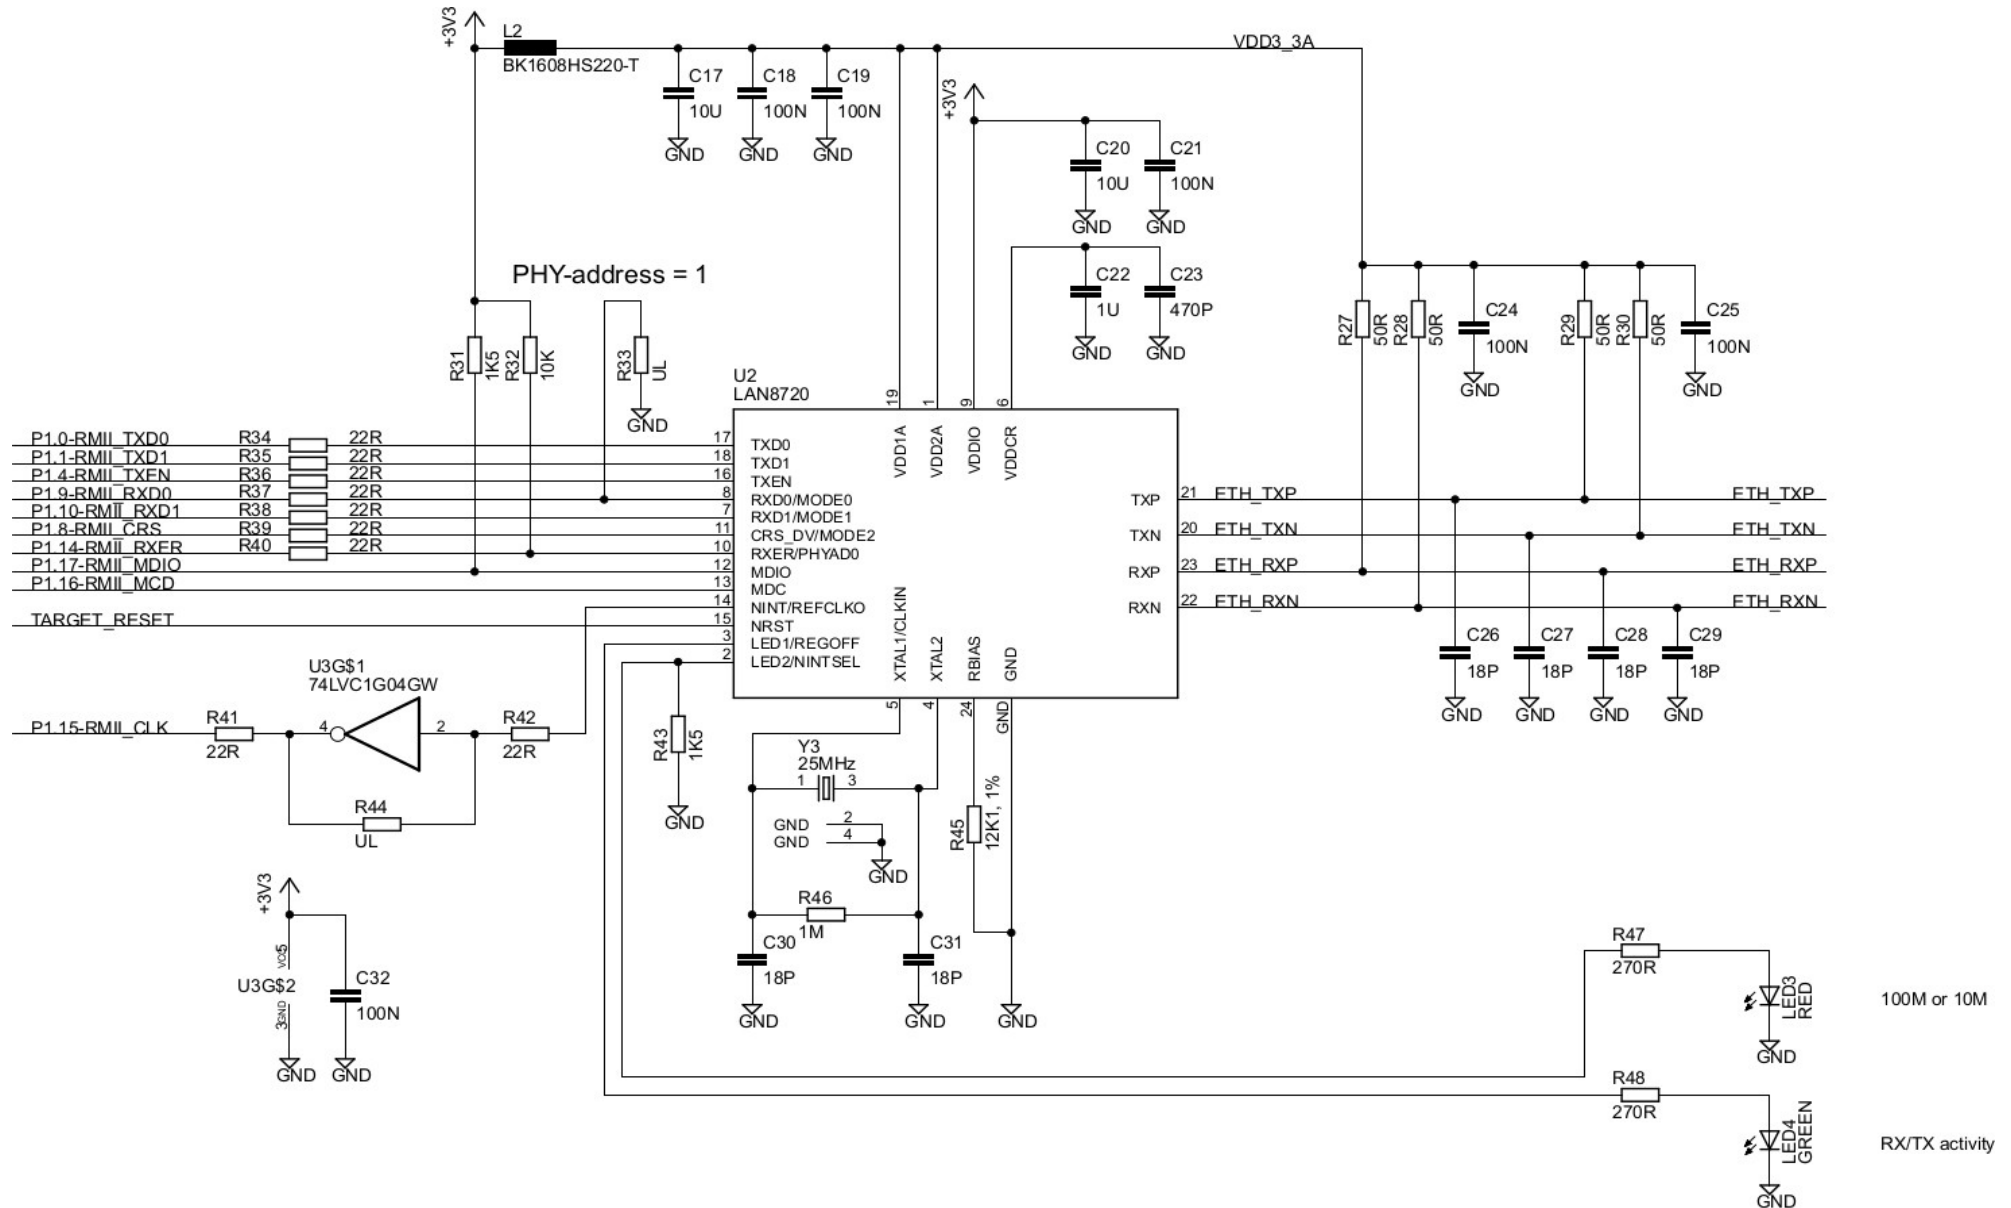 +3V3
L2
BK1608HS220-T
VDD3_3A
C17
10U
GND
C18
100N
GND
C19
100N
GND
+3V3
C20
10U
GND
C21
100N
GND
C22
1U
GND
C23
470P
GND
PHY-address = 1
R31
1K5
R32
10K
R33
UL
GND
R27
50R
R28
50R
C24
100N
GND
R29
50R
R30
50R
C25
100N
GND
U2
LAN8720
19
1
9
6
VDD1A
VDD2A
VDDIO
VDDCR
P1.0-RMII_TXD0 R34 22R 17 TXD0
P1.1-RMII_TXD1 R35 22R 18 TXD1
P1.4-RMII_TXEN R36 22R 16 TXEN
P1.9-RMII_RXD0 R37 22R 8 RXD0/MODE0
P1.10-RMII_RXD1 R38 22R 7 RXD1/MODE1
P1.8-RMII_CRS R39 22R 11 CRS_DV/MODE2
P1.14-RMII_RXER R40 22R 10 RXER/PHYAD0
P1.17-RMII_MDIO 12 MDIO
P1.16-RMII_MCD 13 MDC
14 NINT/REFCLKO
TARGET_RESET 15 NRST
3 LED1/REGOFF
2 LED2/NINTSEL
TXP 21 ETH_TXP ETH_TXP
TXN 20 ETH_TXN ETH_TXN
RXP 23 ETH_RXP ETH_RXP
RXN 22 ETH_RXN ETH_RXN
XTAL1/CLKIN
XTAL2
RBIAS
GND
5
4
24
GND
C26
18P
GND
C27
18P
GND
C28
18P
GND
C29
18P
GND
U3G$1
74LVC1G04GW
P1.15-RMII_CLK
R41
22R
4
2
R42
22R
R44
UL
R43
1K5
GND
Y3
25MHz
1
3
GND 2
GND 4
GND
R45
12K1, 1%
R46
1M
C30
18P
GND
C31
18P
GND
GND
+3V3
VCC
5
U3G$2
3
GND
GND
C32
100N
GND
R47
270R
LED3
RED
GND
100M or 10M
R48
270R
LED4
GREEN
GND
RX/TX activity